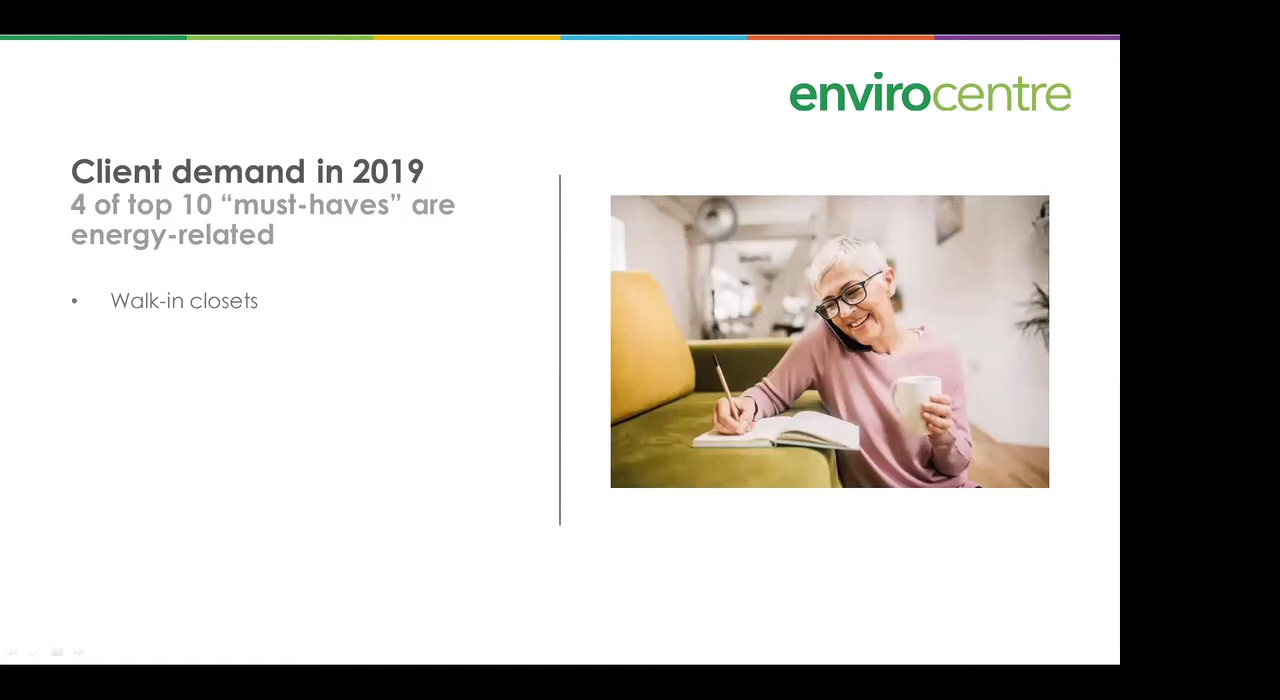 envirocentre
Client demand in 2019
4 of top 10 “must-haves” are
energy-related
• Walk-in closets